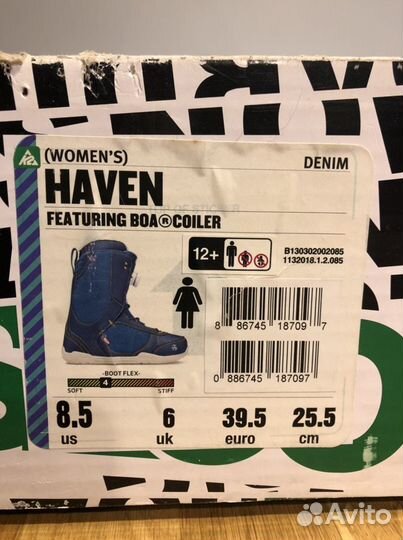 (WOMEN'S)
DENIM
HAVEN
FEATURING BOA®COILER
12+
B130302002085
1132018.1.2.085
8 86745 18709 7
0 886745 187097
-BOOT FLEX-
4
SOFT STIFF
8.5 6 39.5 25.5
us uk euro cm
Avito